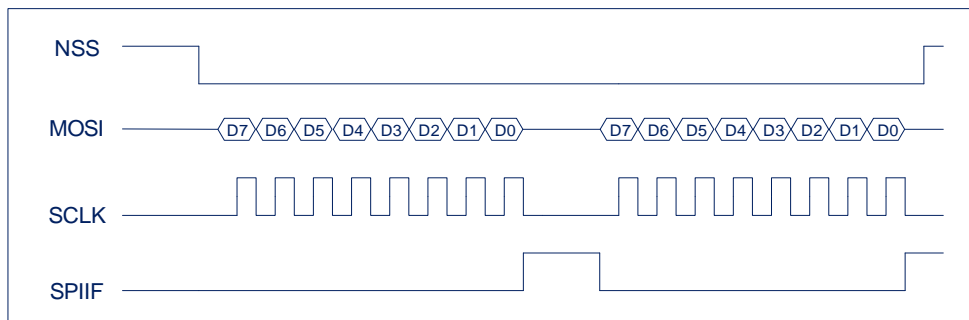 NSS
MOSI D7 D6 D5 D4 D3 D2 D1 D0 D7 D6 D5 D4 D3 D2 D1 D0
SCLK
SPIIF